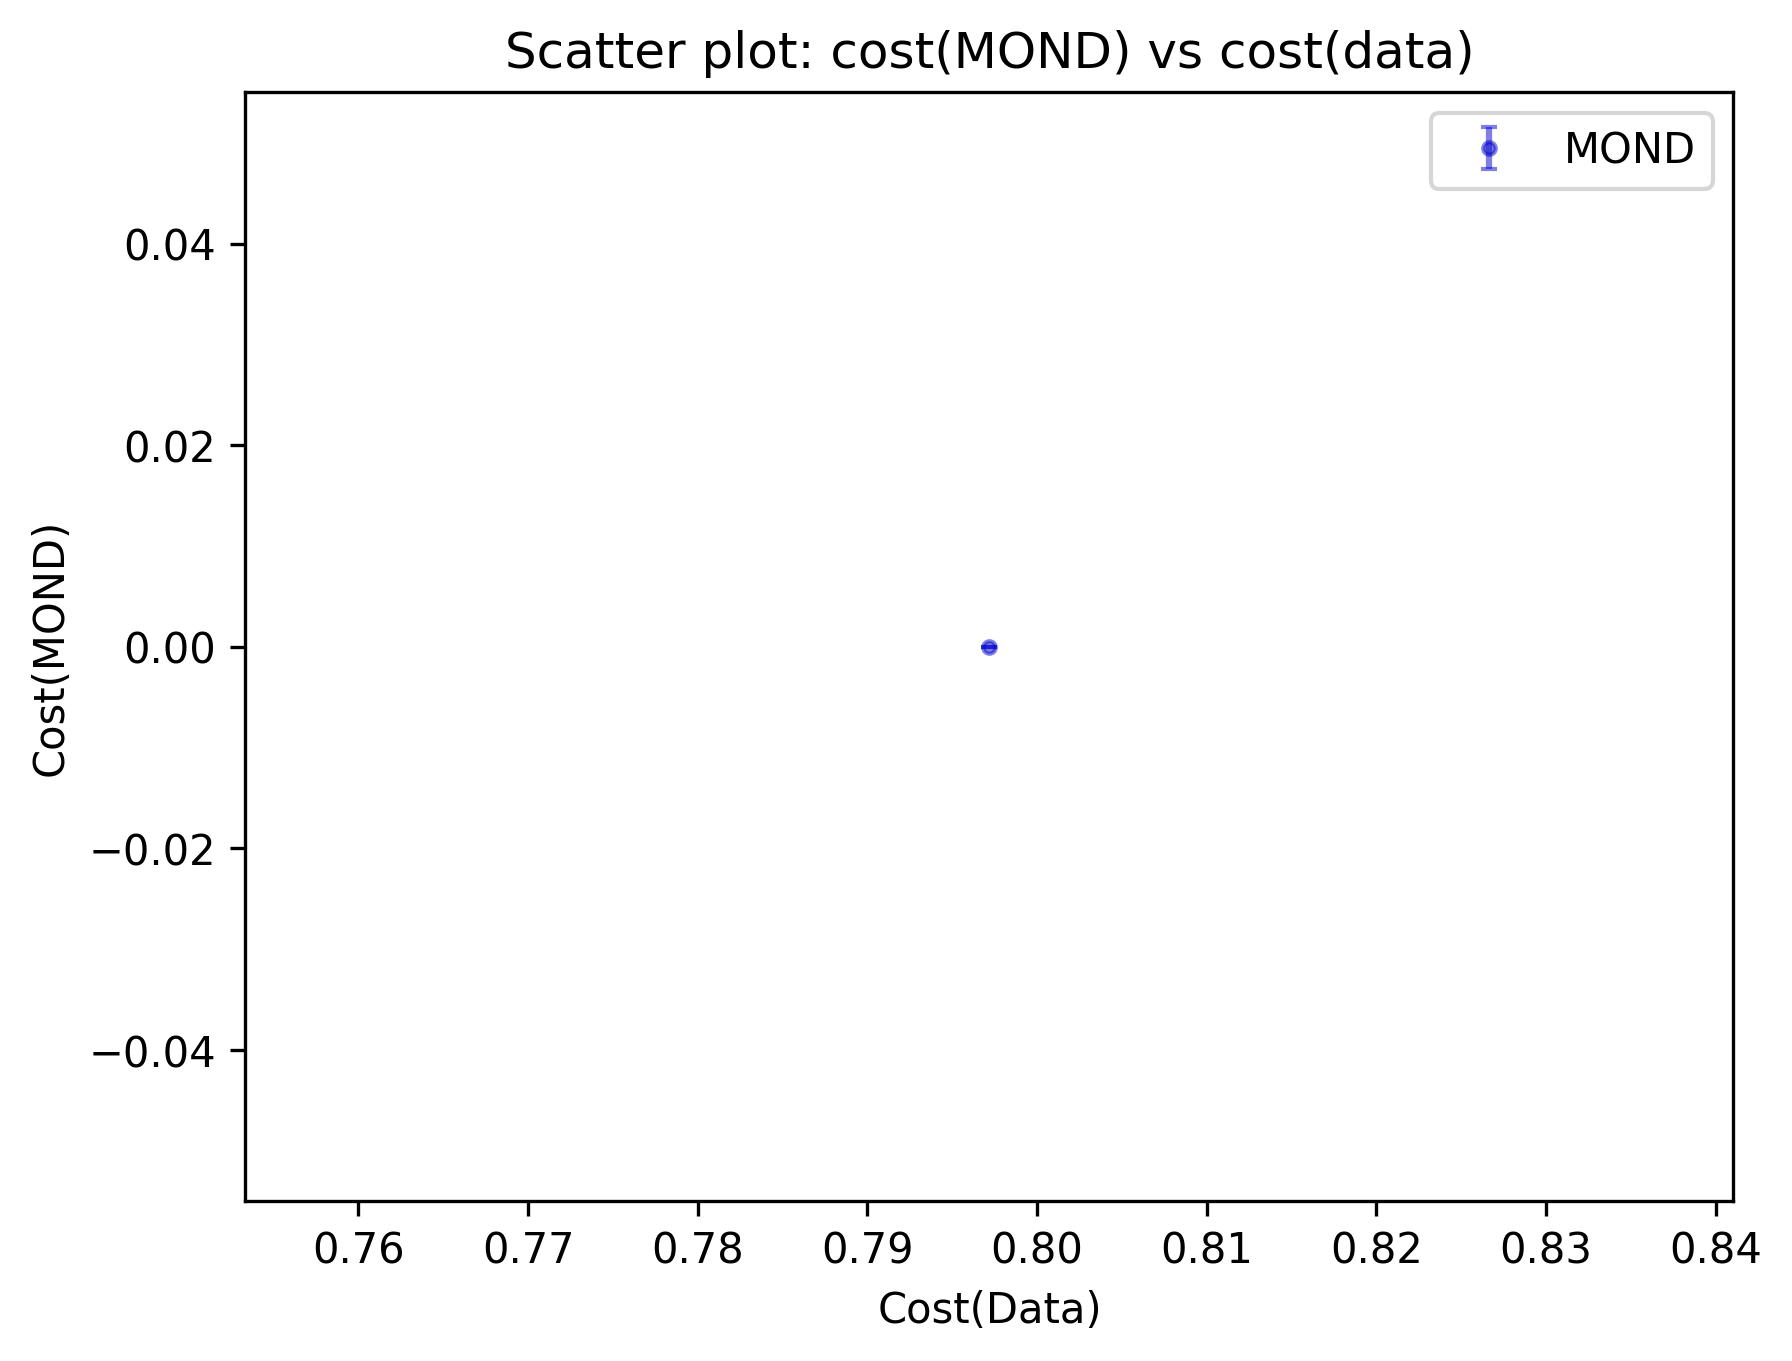 Scatter plot: cost(MOND) vs cost(data)
MOND
0.04
0.02
0.00
−0.02
−0.04
Cost(MOND)
0.76 0.77 0.78 0.79 0.80 0.81 0.82 0.83 0.84
Cost(Data)